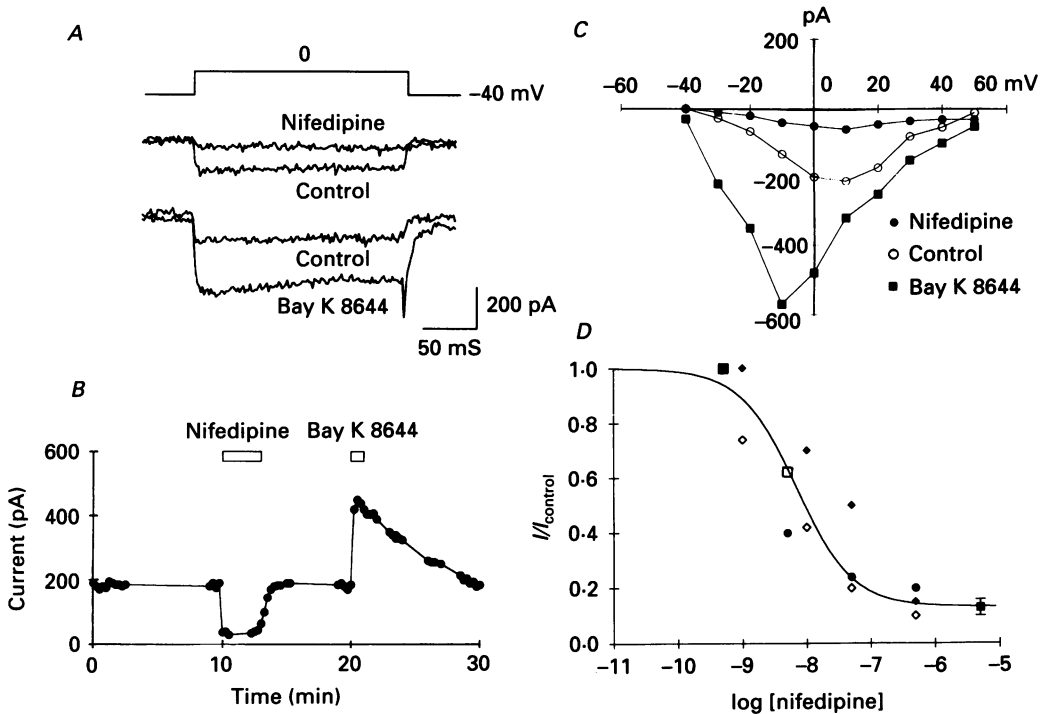 A
0
−40 mV
Nifedipine
Control
Control
Bay K 8644
200 pA
50 mS
B
Nifedipine Bay K 8644
600
400
200
0
Current (pA)
0 10 20 30
Time (min)
C
pA
200
−60 −40 −20 0 20 40 60 mV
−200
−400
−600
Nifedipine
Control
Bay K 8644
D
1·0
0.8
0.6
0.4
0.2
0.0
I/Icontrol
−11 −10 −9 −8 −7 −6 −5
log [nifedipine]